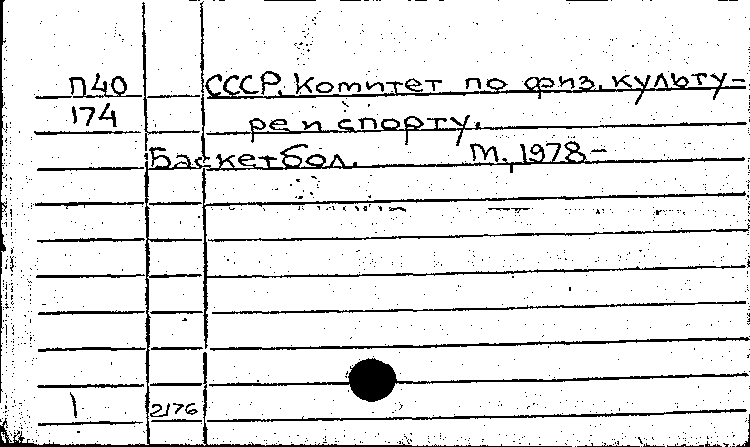 П40 СССР. Комитет по физ. культу-
174 ре и спорту.
Баскетбол. М., 1978-
1 2176